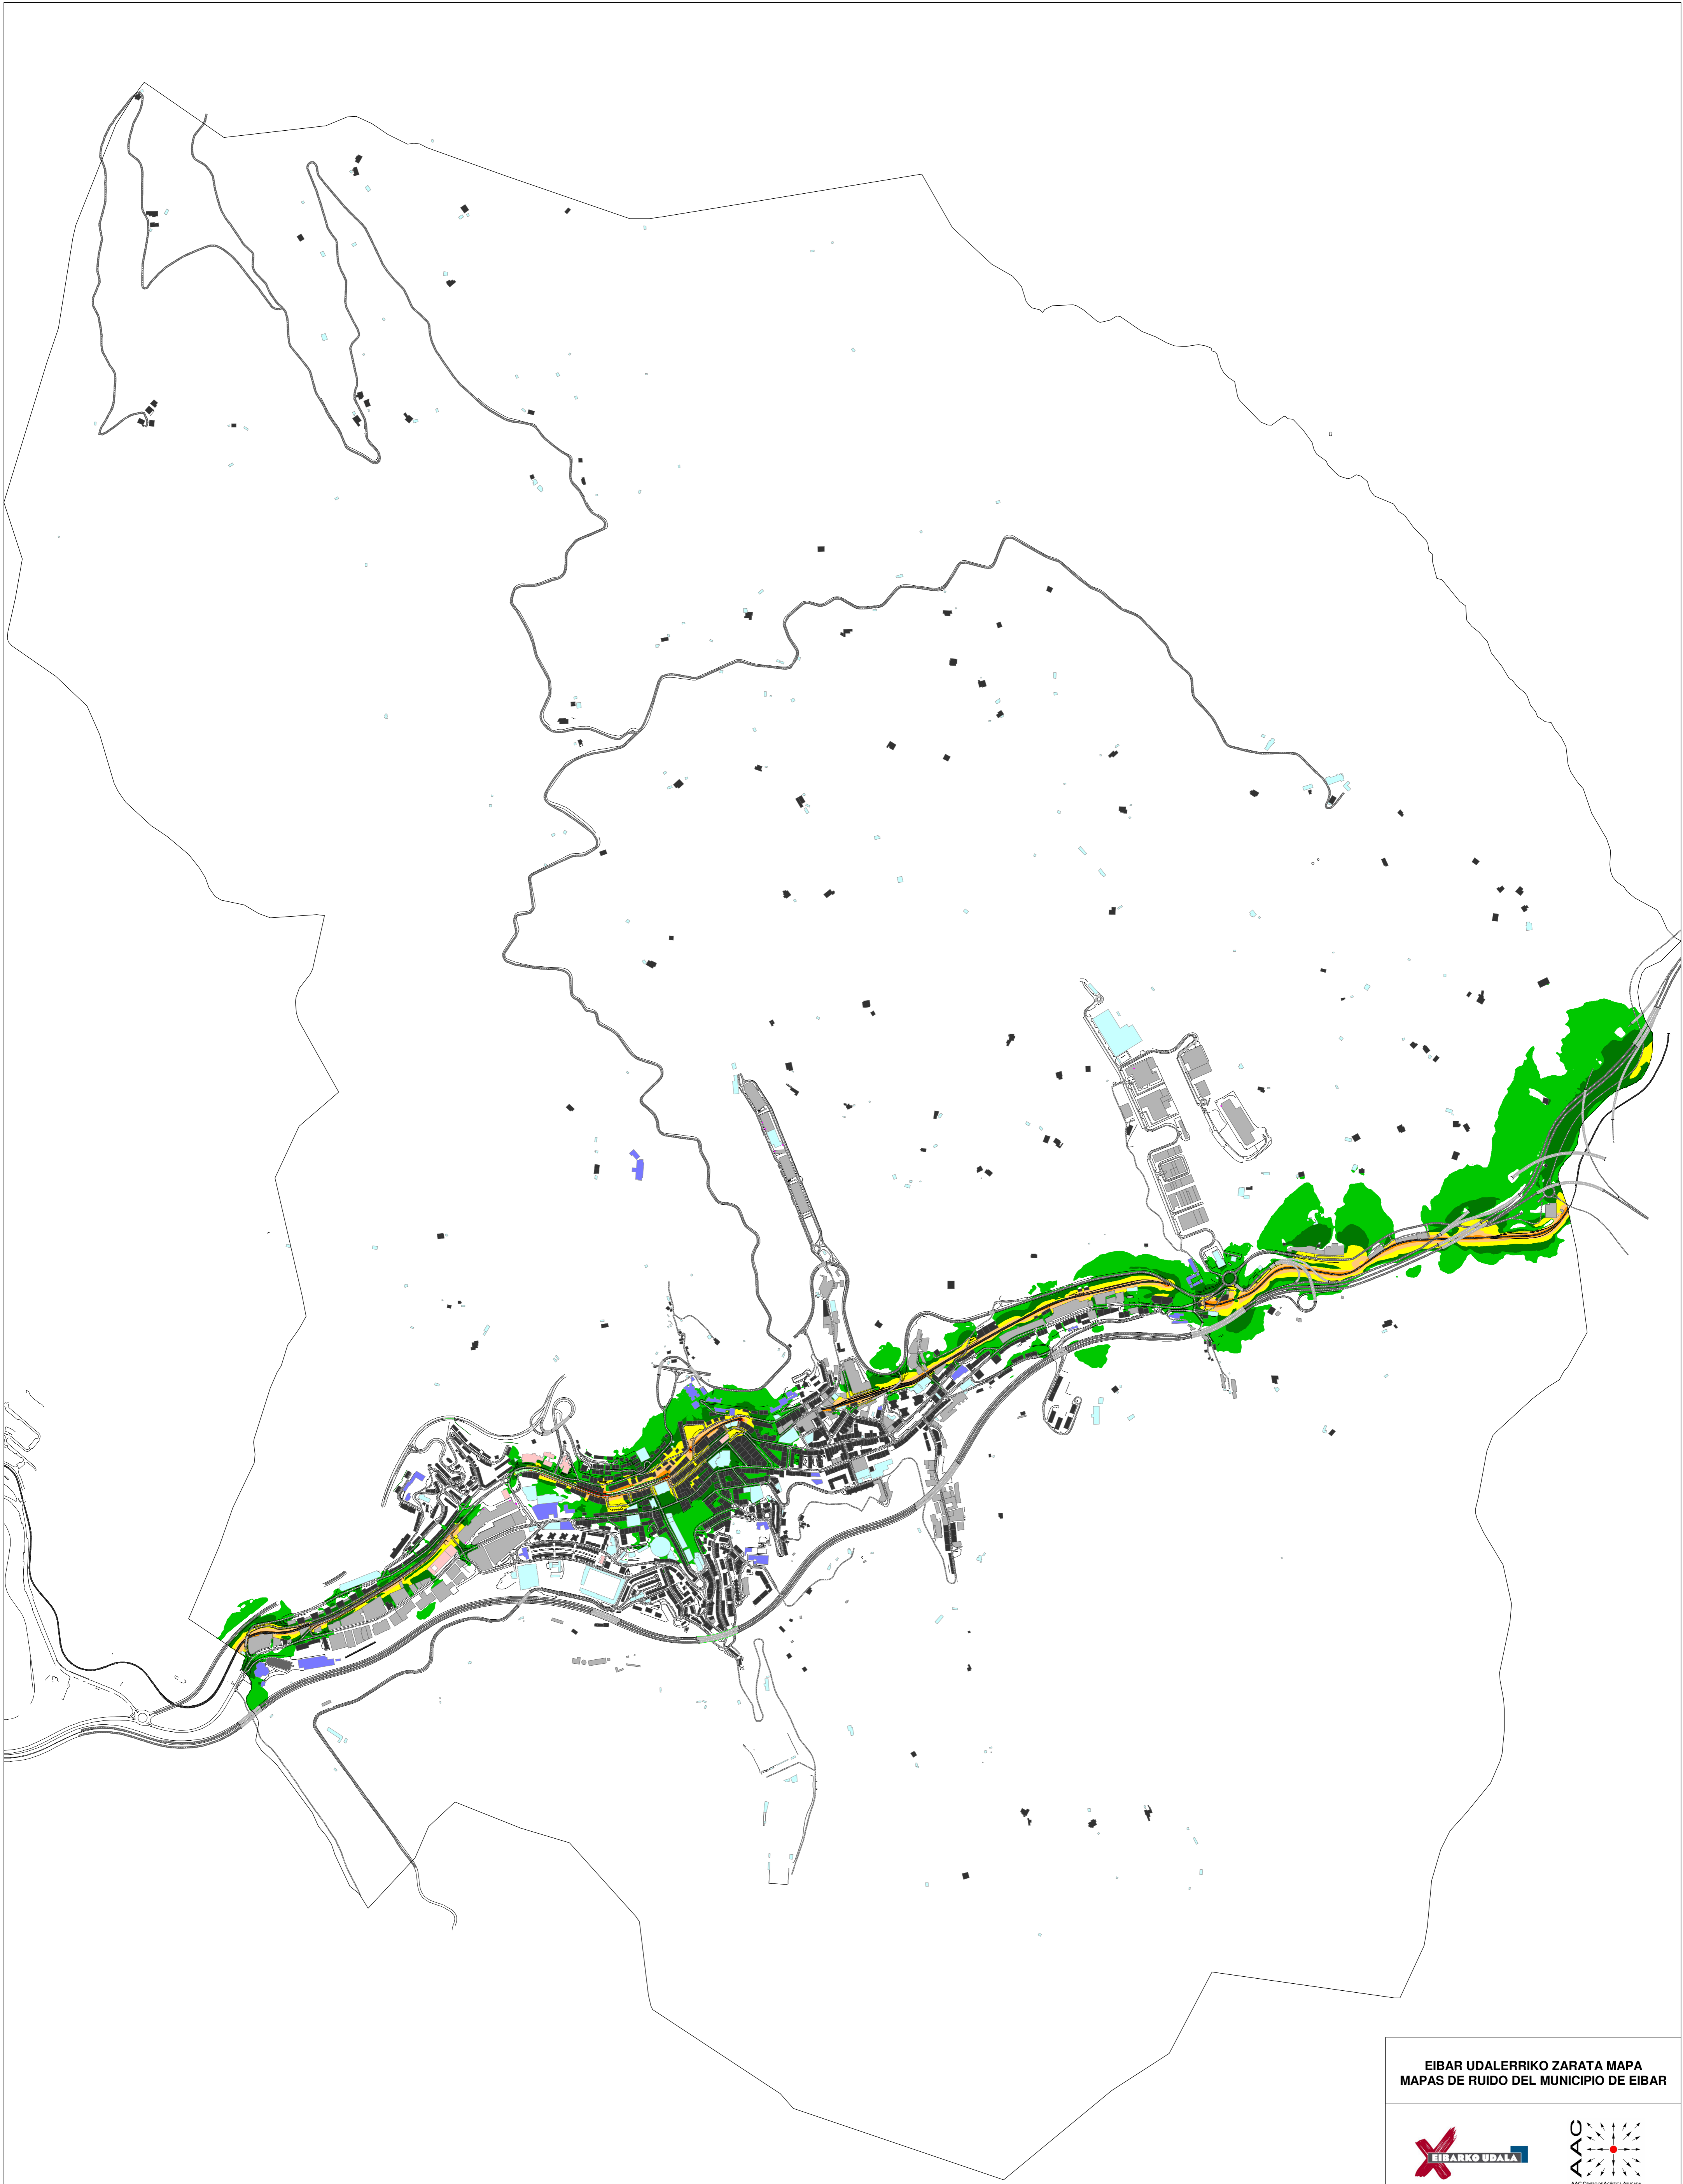 EIBAR UDALERRIKO ZARATA MAPA
MAPAS DE RUIDO DEL MUNICIPIO DE EIBAR
EIBARKO UDALA
AAC